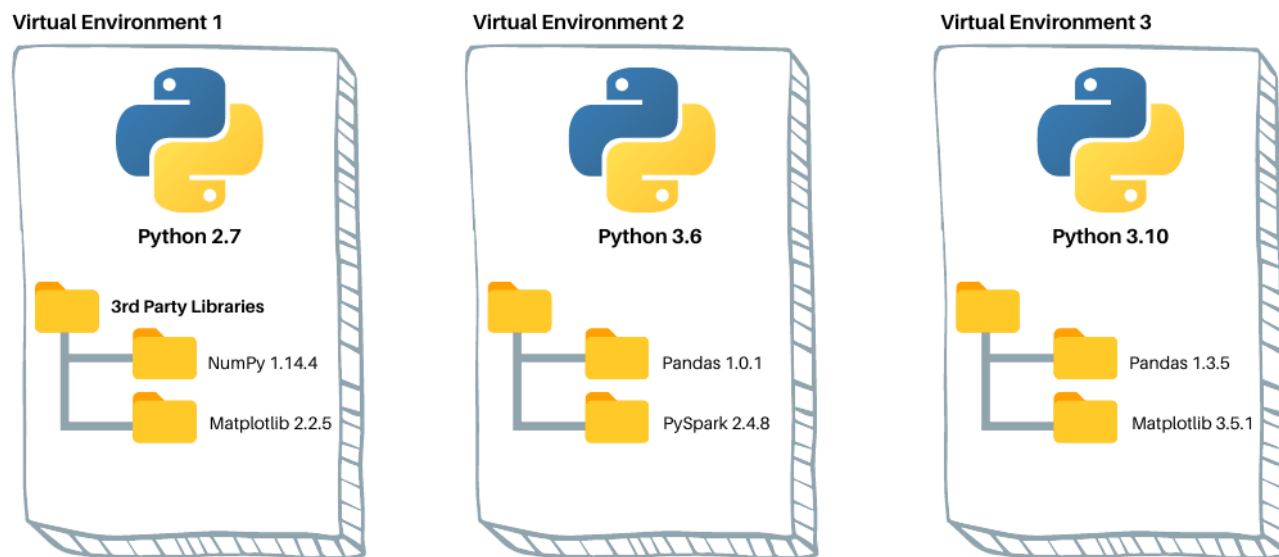 Virtual Environment 1
Python 2.7
3rd Party Libraries
NumPy 1.14.4
Matplotlib 2.2.5
Virtual Environment 2
Python 3.6
Pandas 1.0.1
PySpark 2.4.8
Virtual Environment 3
Python 3.10
Pandas 1.3.5
Matplotlib 3.5.1